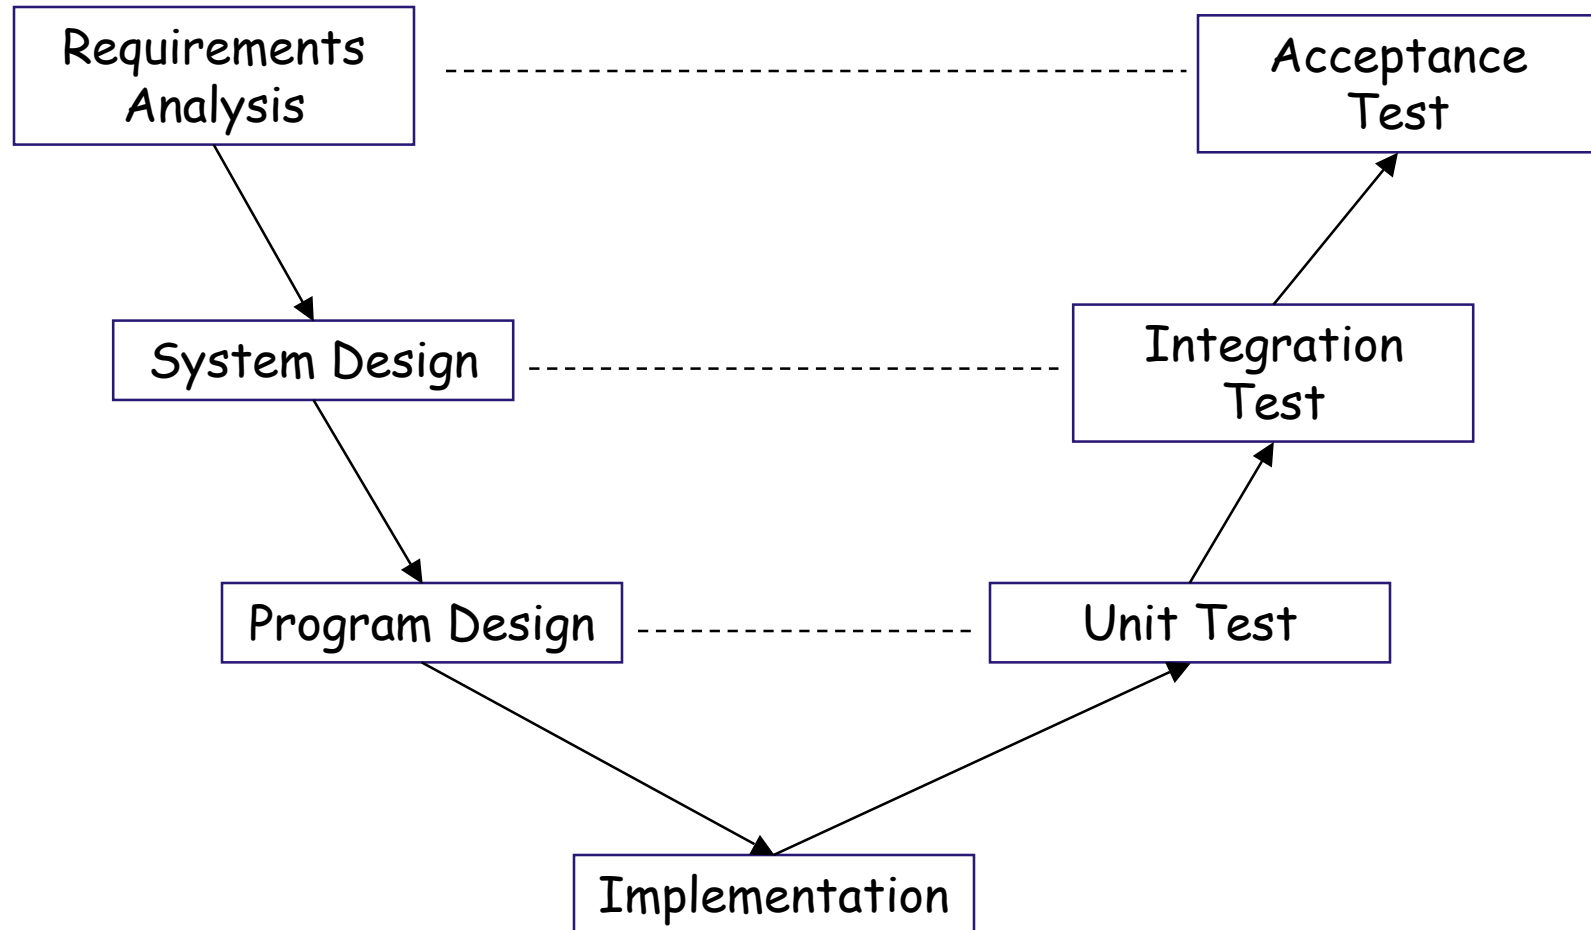 Requirements
Analysis
Acceptance
Test
System Design
Integration
Test
Program Design
Unit Test
Implementation